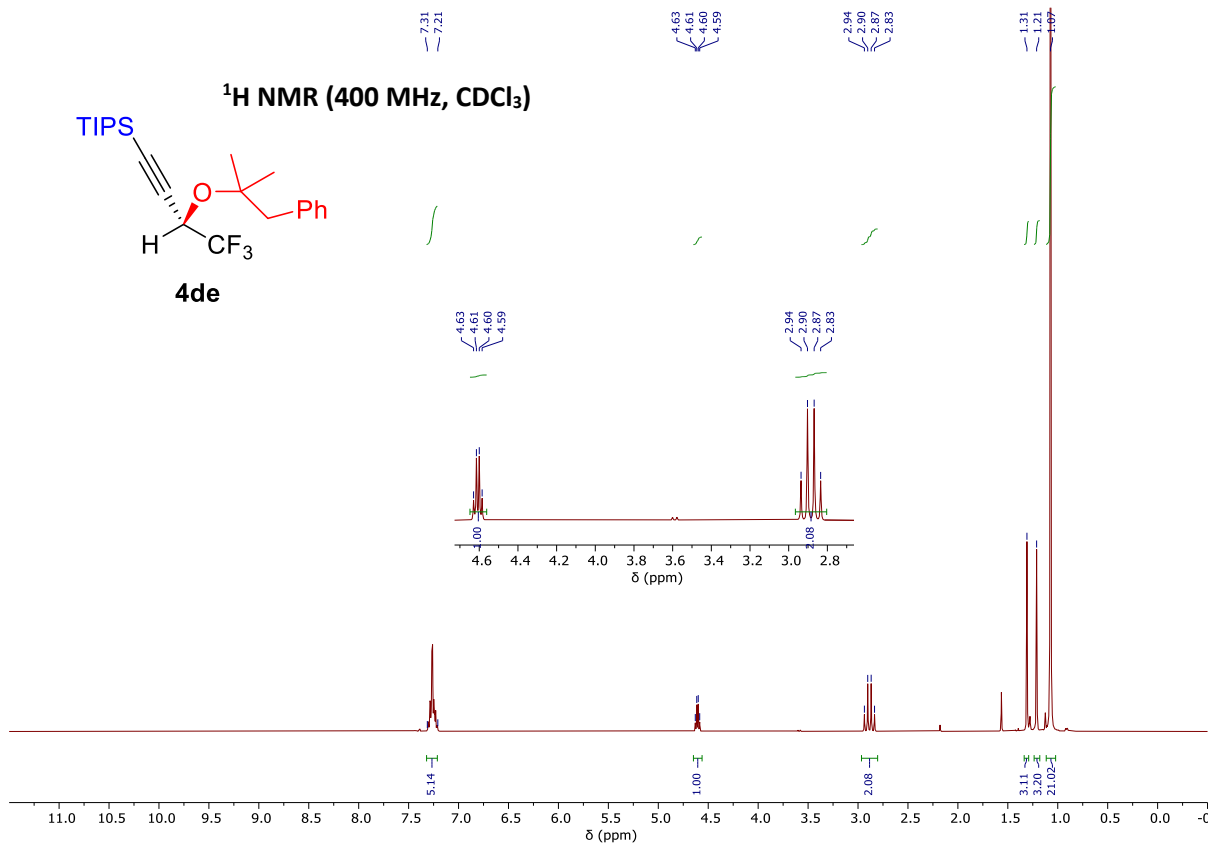 7.31
7.21
4.63
4.61
4.60
4.59
2.94
2.90
2.87
2.83
1.31
1.21
1.07
¹H NMR (400 MHz, CDCl₃)
TIPS
O
Ph
H
CF₃
4de
4.63
4.61
4.60
4.59
2.94
2.90
2.87
2.83
1.00
2.08
4.6 4.4 4.2 4.0 3.8 3.6 3.4 3.2 3.0 2.8
δ (ppm)
5.14
1.00
2.08
3.11
3.20
21.02
11.0 10.5 10.0 9.5 9.0 8.5 8.0 7.5 7.0 6.5 6.0 5.5 5.0 4.5 4.0 3.5 3.0 2.5 2.0 1.5 1.0 0.5 0.0 -0
δ (ppm)